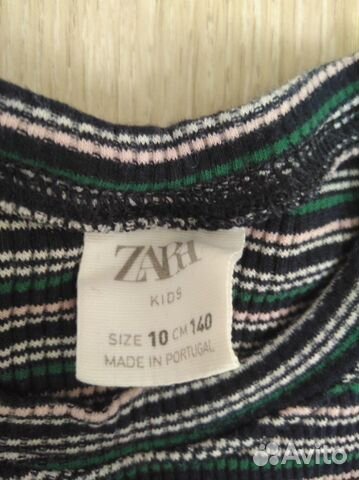 ZARA
KIDS
SIZE 10 CM 140
MADE IN PORTUGAL
Avito